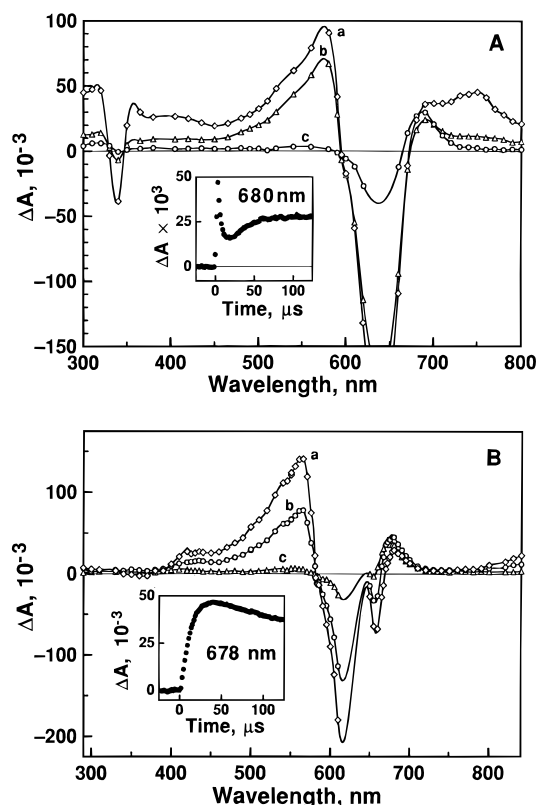 100
50
0
−50
−100
−150
ΔA, 10⁻³
A
a
b
c
50
25
0
ΔA × 10³
680 nm
0 50 100
Time, μs
300 400 500 600 700 800
Wavelength, nm
100
0
−100
−200
ΔA, 10⁻³
B
a
b
c
50
25
0
ΔA, 10⁻³
678 nm
0 50 100
Time, μs
300 400 500 600 700 800
Wavelength, nm